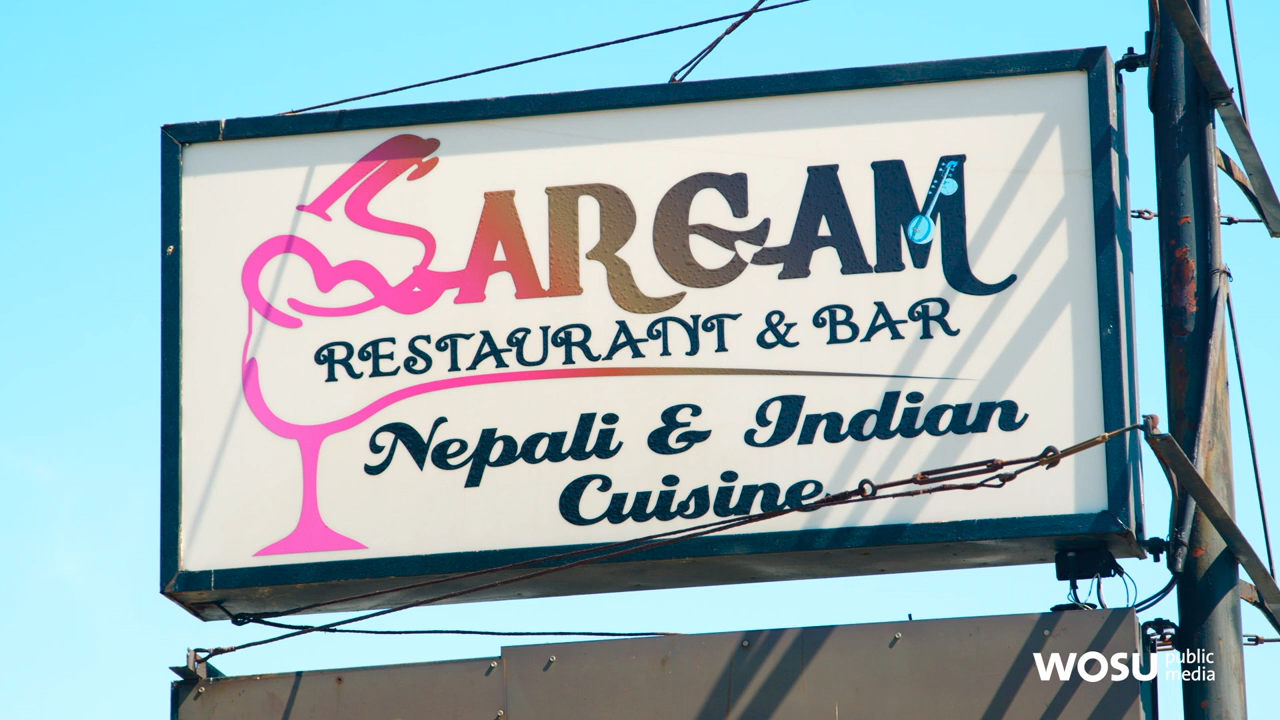 SARGAM
RESTAURANT & BAR
Nepali & Indian
Cuisine
WOSU public media